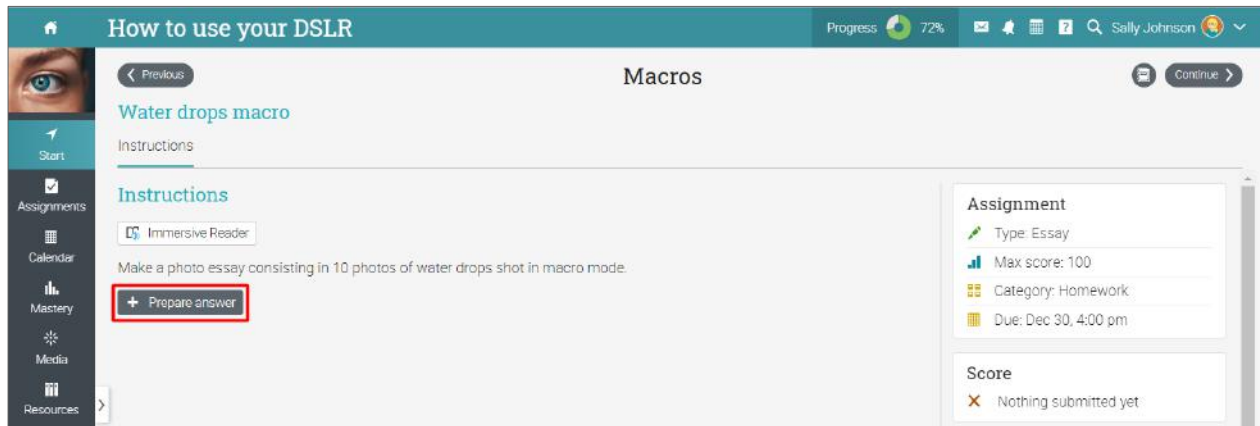 How to use your DSLR
Progress 72%
Sally Johnson
Previous
Macros
Continue
Water drops macro
Instructions
Start
Assignments
Calendar
Mastery
Media
Resources
Instructions
Immersive Reader
Make a photo essay consisting in 10 photos of water drops shot in macro mode.
+ Prepare answer
Assignment
Type: Essay
Max score: 100
Category: Homework
Due: Dec 30, 4:00 pm
Score
Nothing submitted yet